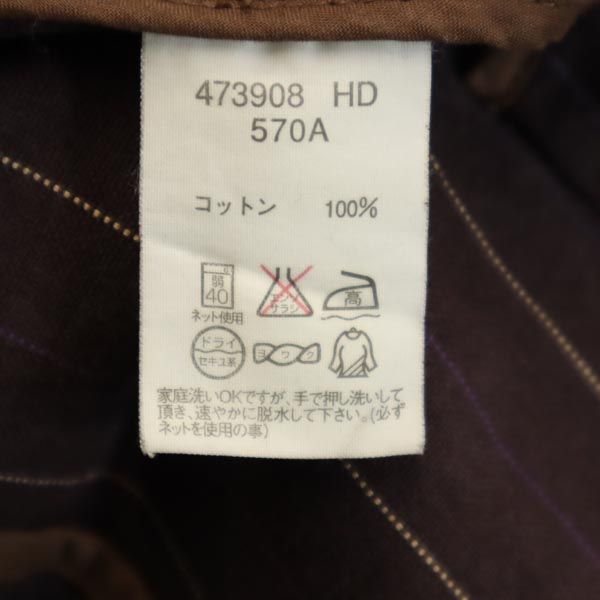 473908 HD
570A
コットン 100%
弱
40
ネット使用
エンソ
サラシ
高
ドライ
セキユ系
ヨワク
家庭洗いOKですが、手で押し洗いして
頂き、速やかに脱水して下さい。(必ず
ネットを使用の事)